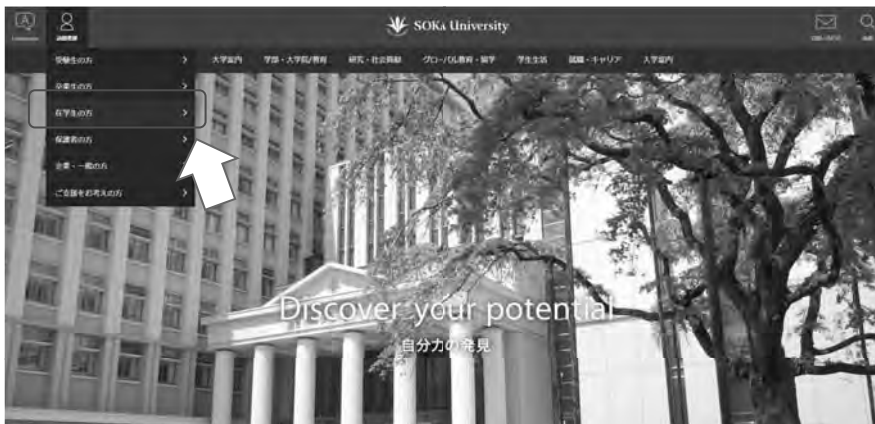 SOKA University
受験生の方
大学案内 学部・大学院/教育 研究・社会貢献 グローバル教育・留学 学生生活 就職・キャリア 入学案内
卒業生の方
在学生の方
保護者の方
企業・一般の方
ご支援をお考えの方
Discover your potential
自分力の発見